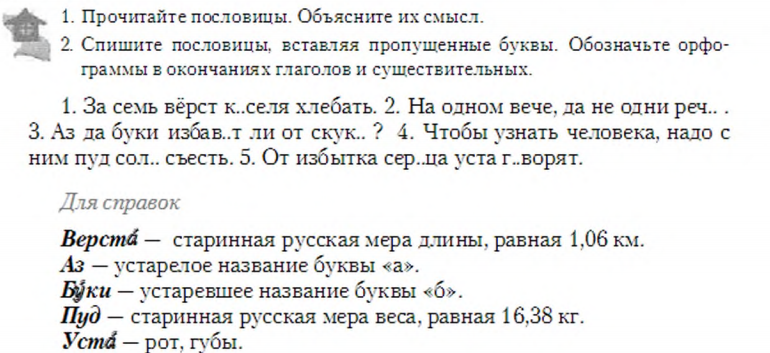 1. Прочитайте пословицы. Объясните их смысл.
2. Спишите пословицы, вставляя пропущенные буквы. Обозначьте орфо-
граммы в окончаниях глаголов и существительных.
1. За семь вёрст к..селя хлебать. 2. На одном вече, да не одни реч.. .
3. Аз да буки избав..т ли от скук.. ? 4. Чтобы узнать человека, надо с
ним пуд сол.. съесть. 5. От избытка сер..ца уста г..ворят.
Для справок
Верста́ — старинная русская мера длины, равная 1,06 км.
Аз — устарелое название буквы «а».
Бу́ки — устаревшее название буквы «б».
Пуд — старинная русская мера веса, равная 16,38 кг.
Уста́ — рот, губы.